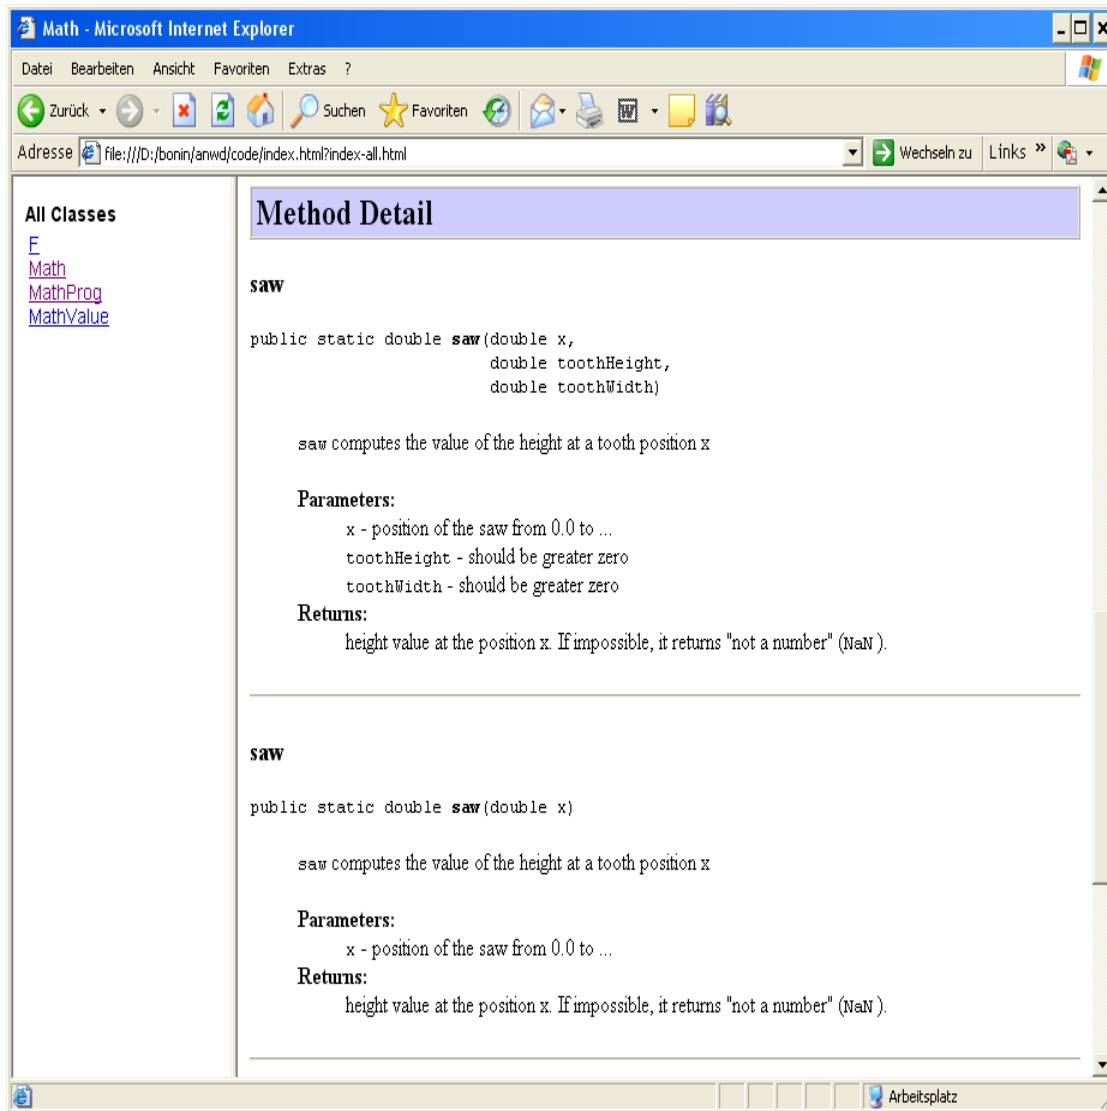 Math - Microsoft Internet Explorer
Datei Bearbeiten Ansicht Favoriten Extras ?
Zurück Suchen Favoriten
Adresse file:///D:/bonin/anwd/code/index.html?index-all.html Wechseln zu Links »
All Classes
F
Math
MathProg
MathValue
Method Detail
saw
public static double saw(double x,
double toothHeight,
double toothWidth)
saw computes the value of the height at a tooth position x
Parameters:
x - position of the saw from 0.0 to ...
toothHeight - should be greater zero
toothWidth - should be greater zero
Returns:
height value at the position x. If impossible, it returns "not a number" (NaN ).
saw
public static double saw(double x)
saw computes the value of the height at a tooth position x
Parameters:
x - position of the saw from 0.0 to ...
Returns:
height value at the position x. If impossible, it returns "not a number" (NaN ).
Arbeitsplatz